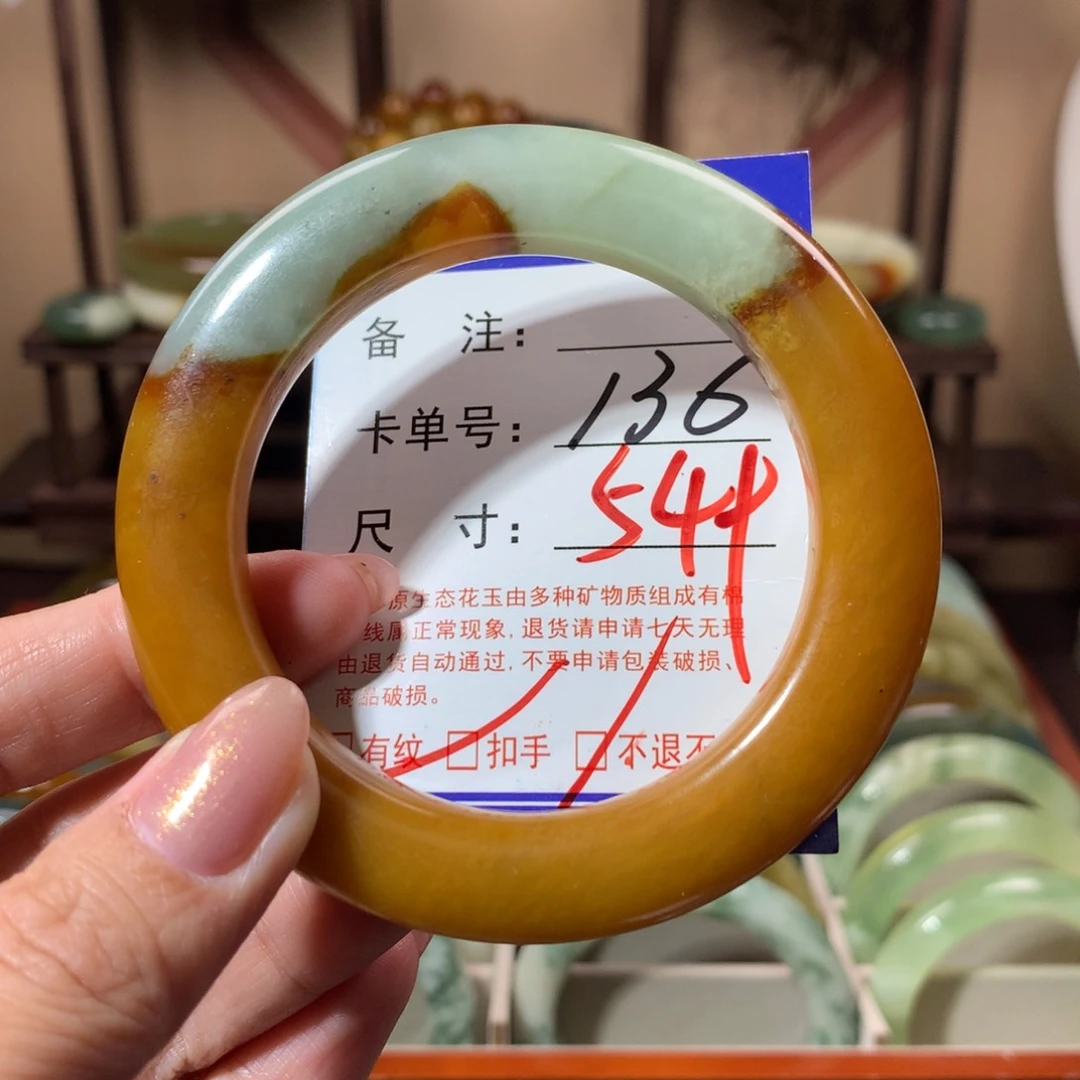 备 注:
卡单号: 136
尺 寸: 544
原生态花玉由多种矿物质组成有棉
线属正常现象,退货请申请七天无理
由退货自动通过,不要申请包装破损、
商品破损。
□有纹 □扣手 □不退不